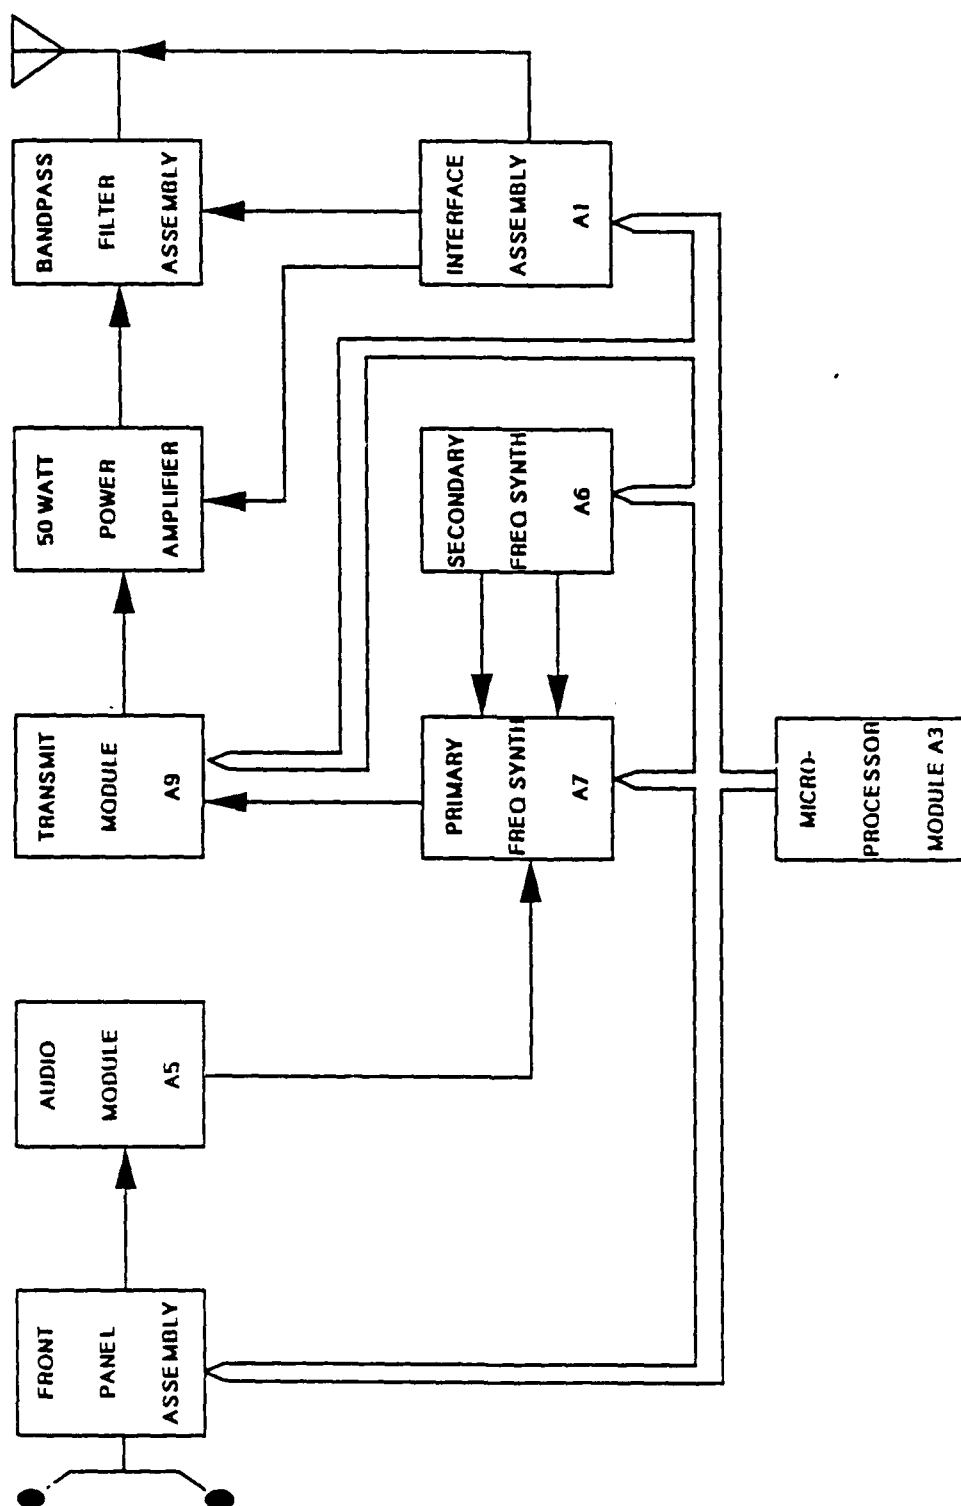 FRONT
PANEL
ASSEMBLY
AUDIO
MODULE
A5
TRANSMIT
MODULE
A9
50 WATT
POWER
AMPLIFIER
BANDPASS
FILTER
ASSEMBLY
PRIMARY
FREQ SYNTH
A7
SECONDARY
FREQ SYNTH
A6
INTERFACE
ASSEMBLY
A1
MICRO-
PROCESSOR
MODULE A3